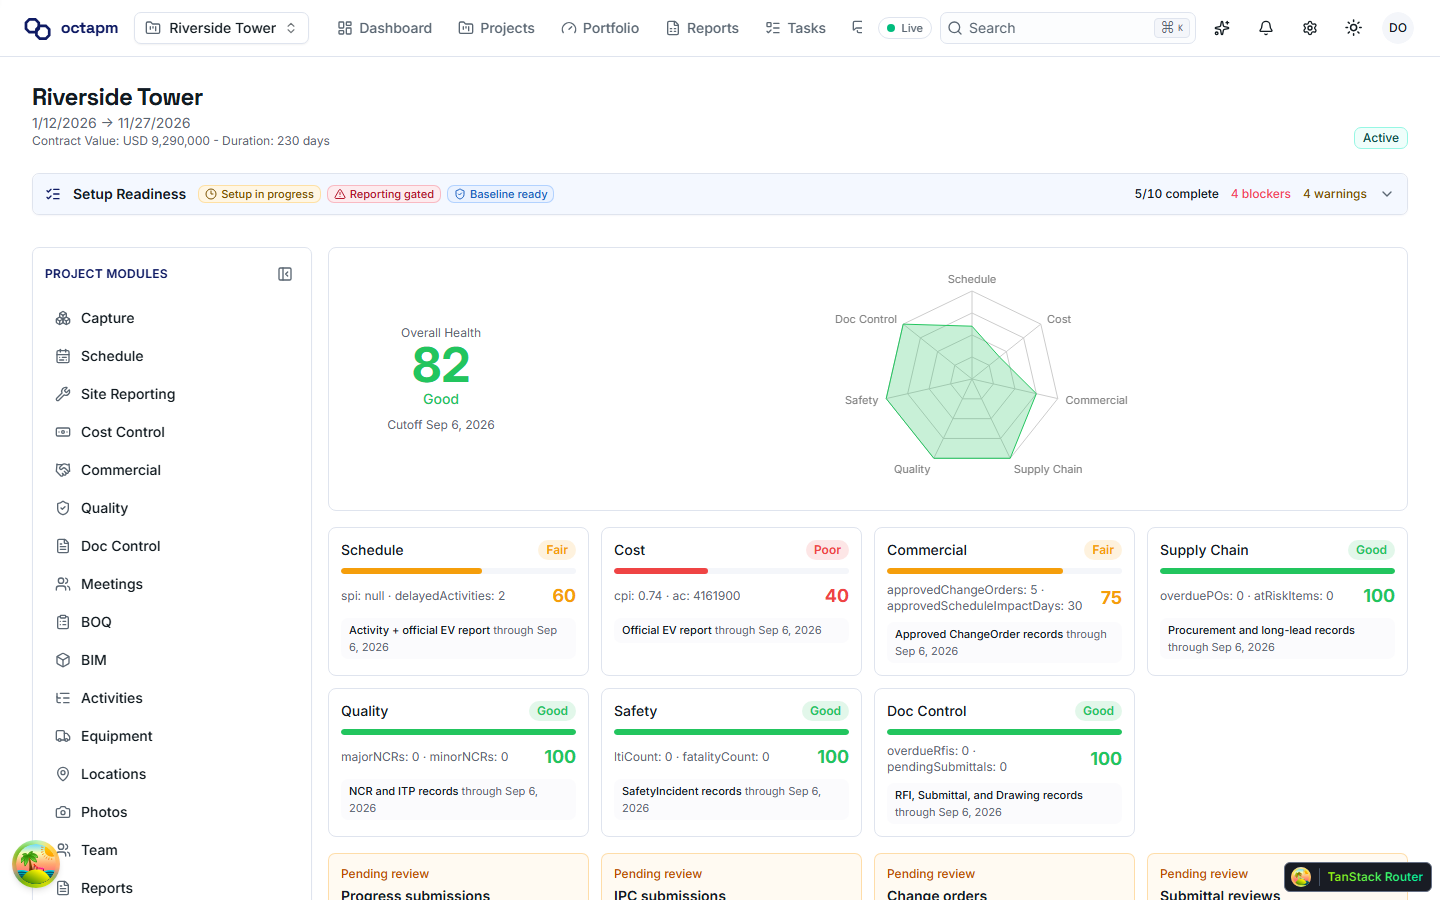 octapm
Riverside Tower
Dashboard
Projects
Portfolio
Reports
Tasks
Live
Search
⌘ K
DO
Riverside Tower
1/12/2026 → 11/27/2026
Contract Value: USD 9,290,000 - Duration: 230 days
Active
Setup Readiness
Setup in progress
Reporting gated
Baseline ready
5/10 complete
4 blockers
4 warnings
PROJECT MODULES
Capture
Schedule
Site Reporting
Cost Control
Commercial
Quality
Doc Control
Meetings
BOQ
BIM
Activities
Equipment
Locations
Photos
Team
Reports
Overall Health
82
Good
Cutoff Sep 6, 2026
Schedule
Cost
Commercial
Supply Chain
Quality
Safety
Doc Control
Schedule
Fair
spi: null · delayedActivities: 2
60
Activity + official EV report through Sep
6, 2026
Cost
Poor
cpi: 0.74 · ac: 4161900
40
Official EV report through Sep 6, 2026
Commercial
Fair
approvedChangeOrders: 5 ·
approvedScheduleImpactDays: 30
75
Approved ChangeOrder records through
Sep 6, 2026
Supply Chain
Good
overduePOs: 0 · atRiskItems: 0
100
Procurement and long-lead records
through Sep 6, 2026
Quality
Good
majorNCRs: 0 · minorNCRs: 0
100
NCR and ITP records through Sep 6,
2026
Safety
Good
ltiCount: 0 · fatalityCount: 0
100
SafetyIncident records through Sep 6,
2026
Doc Control
Good
overdueRfis: 0 ·
pendingSubmittals: 0
100
RFI, Submittal, and Drawing records
through Sep 6, 2026
Pending review
Progress submissions
Pending review
IPC submissions
Pending review
Change orders
Pending review
Submittal reviews
TanStack Router